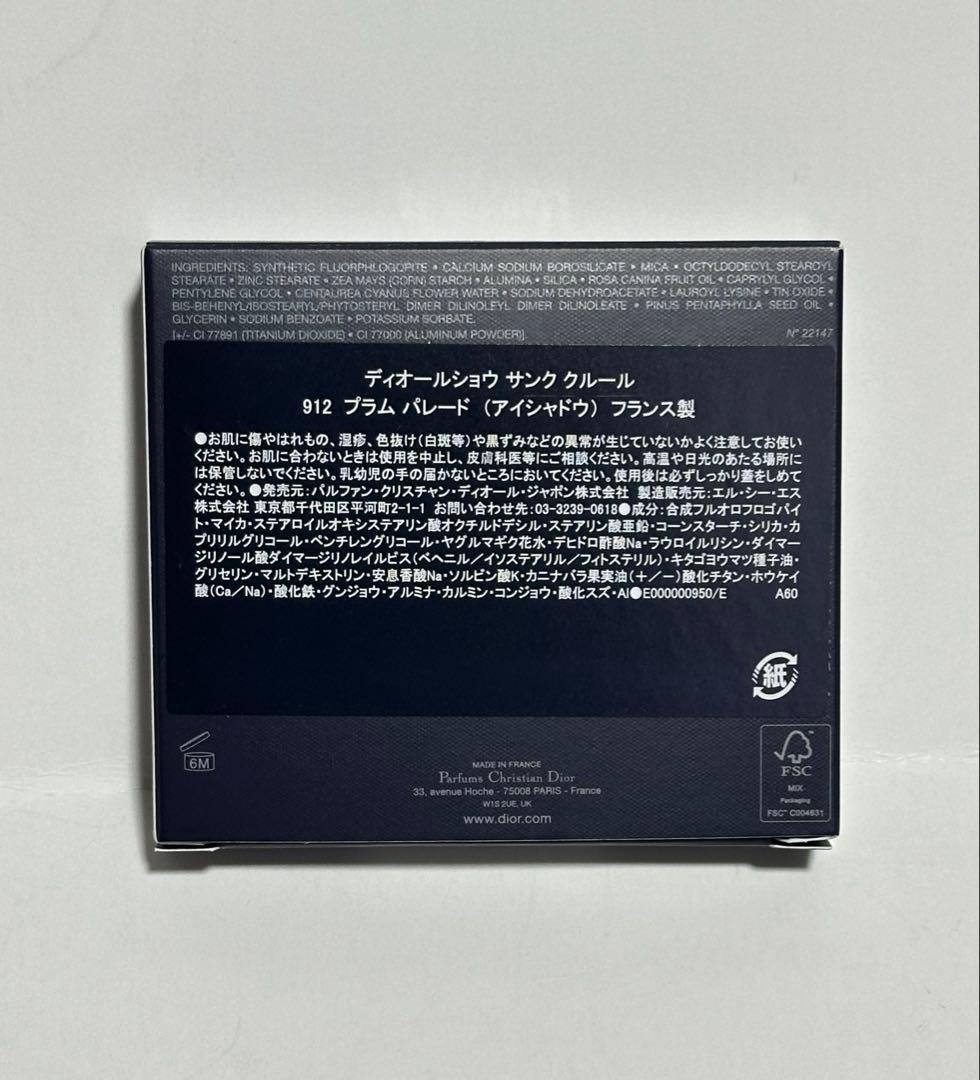 INGREDIENTS: SYNTHETIC FLUORPHLOGOPITE • CALCIUM SODIUM BOROSILICATE • MICA • OCTYLDODECYL STEAROYL
STEARATE • ZINC STEARATE • ZEA MAYS (CORN) STARCH • ALUMINA • SILICA • ROSA CANINA FRUIT OIL • CAPRYLYL GLYCOL •
PENTYLENE GLYCOL • CENTAUREA CYANUS FLOWER WATER • SODIUM DEHYDROACETATE • LAUROYL LYSINE • TIN OXIDE •
BIS-BEHENYL/ISOSTEARYL/PHYTOSTERYL DIMER DILINOLEYL DIMER DILINOLEATE • PINUS PENTAPHYLLA SEED OIL •
GLYCERIN • SODIUM BENZOATE • POTASSIUM SORBATE.
[+/- CI 77891 (TITANIUM DIOXIDE) • CI 77000 (ALUMINUM POWDER)]. N° 22147
ディオールショウ サンク クルール
912 プラム パレード (アイシャドウ) フランス製
●お肌に傷やはれもの、湿疹、色抜け(白斑等)や黒ずみなどの異常が生じていないかよく注意してお使い
ください。お肌に合わないときは使用を中止し、皮膚科医等にご相談ください。高温や日光のあたる場所に
は保管しないでください。乳幼児の手の届かないところにおいてください。使用後は必ずしっかり蓋をしめて
ください。●発売元:パルファン・クリスチャン・ディオール・ジャポン株式会社 製造販売元:エル・シー・エス
株式会社 東京都千代田区平河町2-1-1 お問い合わせ先:03-3239-0618●成分:合成フルオロフロゴパイ
ト・マイカ・ステアロイルオキシステアリン酸オクチルドデシル・ステアリン酸亜鉛・コーンスターチ・シリカ・カ
プリリルグリコール・ペンチレングリコール・ヤグルマギク花水・デヒドロ酢酸Na・ラウロイルリシン・ダイマー
ジリノール酸ダイマージリノレイルビス(ベヘニル/イソステアリル/フィトステリル)・キタゴヨウマツ種子油・
グリセリン・マルトデキストリン・安息香酸Na・ソルビン酸K・カニナバラ果実油(+/-)酸化チタン・ホウケイ
酸(Ca/Na)・酸化鉄・グンジョウ・アルミナ・カルミン・コンジョウ・酸化スズ・Al●E000000950/E A60
紙
6M
MADE IN FRANCE
Parfums Christian Dior
33, avenue Hoche - 75008 PARIS - France
W1S 2UE, UK
www.dior.com
FSC
MIX
Packaging
FSC™ C004631